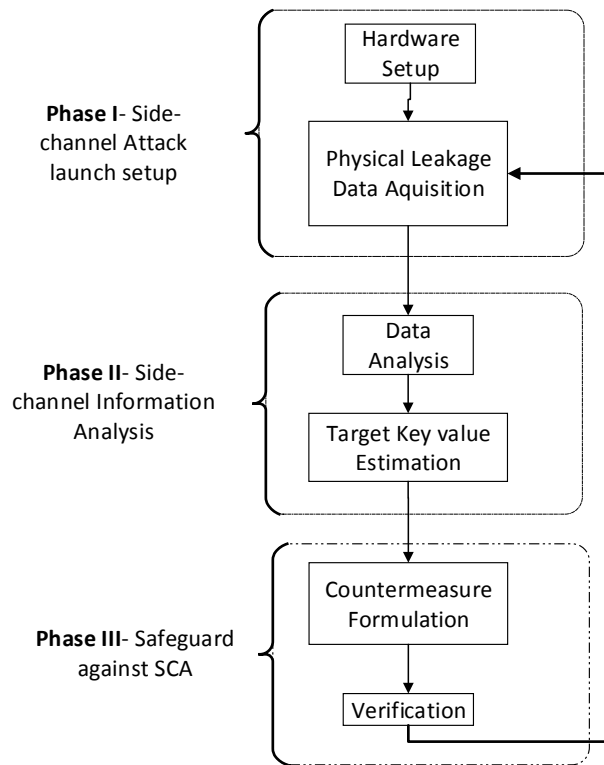 Hardware
Setup
Phase I- Side-
channel Attack
launch setup
Physical Leakage
Data Aquisition
Data
Analysis
Phase II- Side-
channel Information
Analysis
Target Key value
Estimation
Countermeasure
Formulation
Phase III- Safeguard
against SCA
Verification